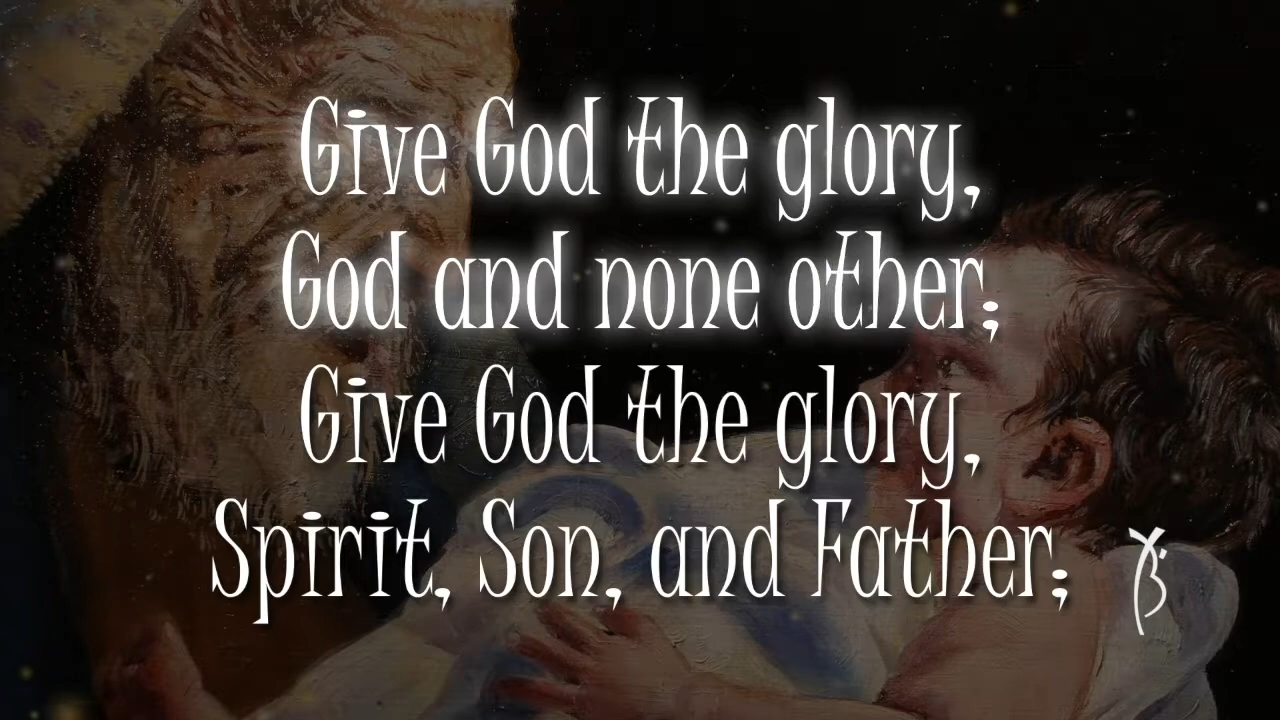 Give God the glory,
God and none other;
Give God the glory,
Spirit, Son, and Father;